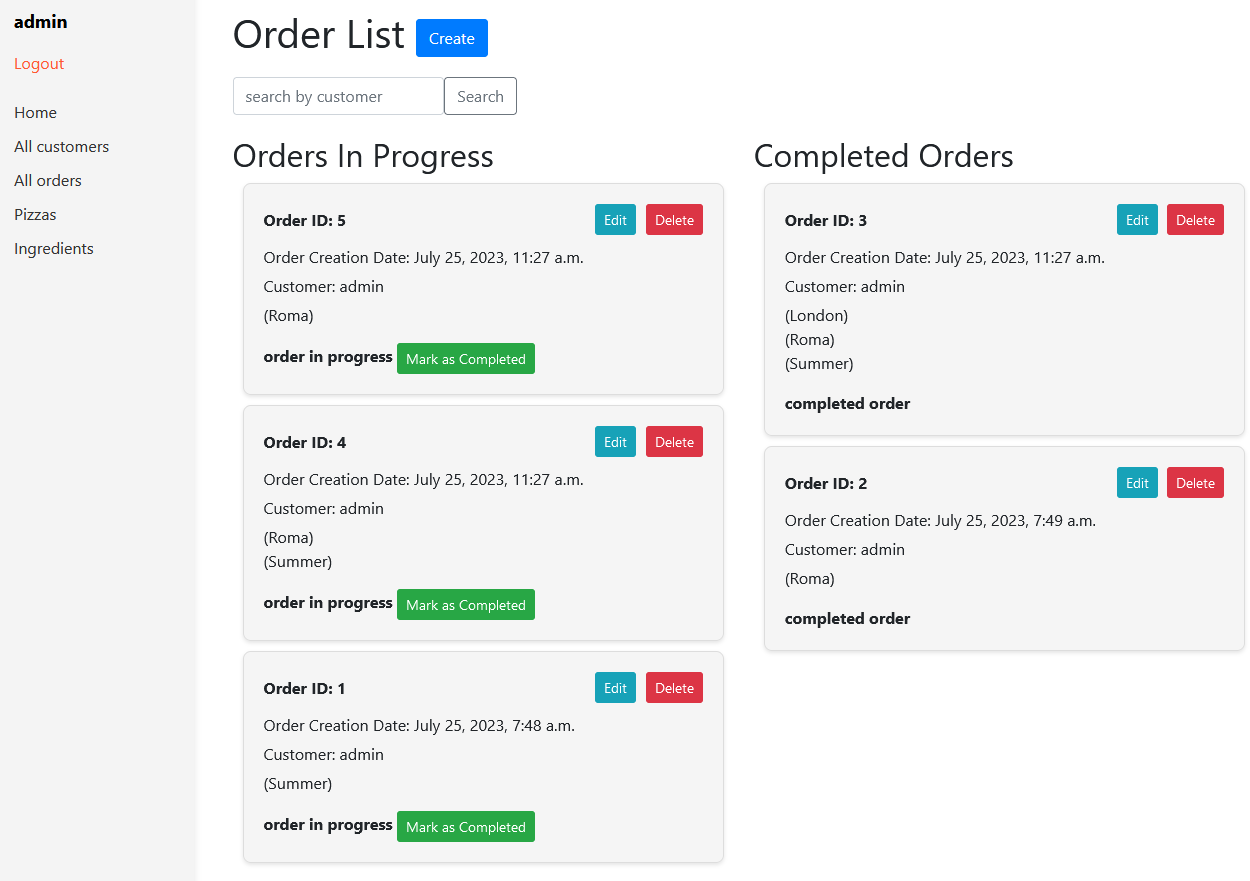 admin
Logout
Home
All customers
All orders
Pizzas
Ingredients
Order List Create
search by customer Search
Orders In Progress
Order ID: 5 Edit Delete
Order Creation Date: July 25, 2023, 11:27 a.m.
Customer: admin
(Roma)
order in progress Mark as Completed
Order ID: 4 Edit Delete
Order Creation Date: July 25, 2023, 11:27 a.m.
Customer: admin
(Roma)
(Summer)
order in progress Mark as Completed
Order ID: 1 Edit Delete
Order Creation Date: July 25, 2023, 7:48 a.m.
Customer: admin
(Summer)
order in progress Mark as Completed
Completed Orders
Order ID: 3 Edit Delete
Order Creation Date: July 25, 2023, 11:27 a.m.
Customer: admin
(London)
(Roma)
(Summer)
completed order
Order ID: 2 Edit Delete
Order Creation Date: July 25, 2023, 7:49 a.m.
Customer: admin
(Roma)
completed order